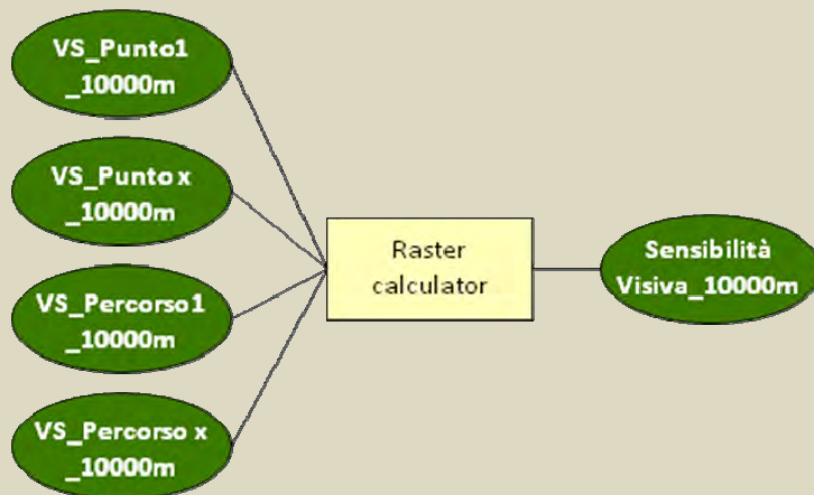 VS_Punto1
_10000m
VS_Punto x
_10000m
VS_Percorso1
_10000m
VS_Percorso x
_10000m
Raster
calculator
Sensibilità
Visiva_10000m